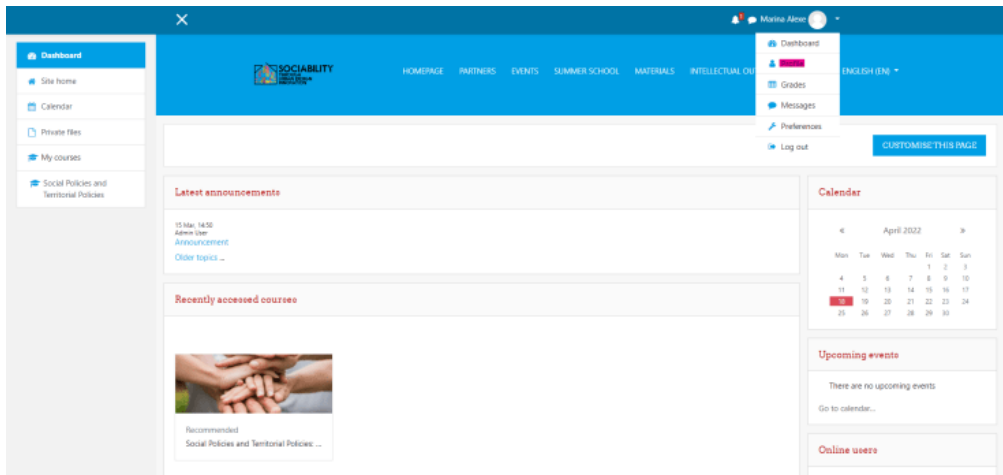 Marina Alexe
Dashboard
Site home
Calendar
Private files
My courses
Social Policies and
Territorial Policies
SOCIABILITY
HOMEPAGE PARTNERS EVENTS SUMMER SCHOOL MATERIALS INTELLECTUAL OU ENGLISH (EN)
Dashboard
Profile
Grades
Messages
Preferences
Log out
CUSTOMISE THIS PAGE
Latest announcements
15 Mar, 14:50
Admin User
Announcement
Older topics ...
Recently accessed courses
Recommended
Social Policies and Territorial Policies: ...
Calendar
« April 2022 »
Mon Tue Wed Thu Fri Sat Sun
1 2 3
4 5 6 7 8 9 10
11 12 13 14 15 16 17
18 19 20 21 22 23 24
25 26 27 28 29 30
Upcoming events
There are no upcoming events
Go to calendar...
Online users